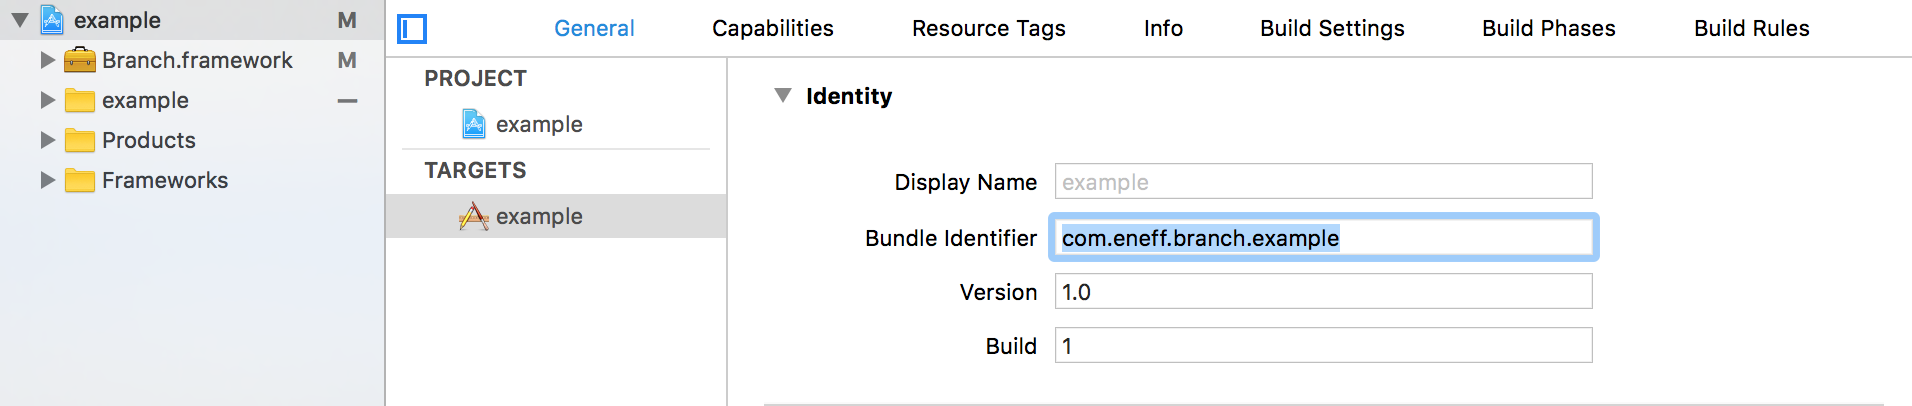 example M
Branch.framework M
example
Products
Frameworks
General Capabilities Resource Tags Info Build Settings Build Phases Build Rules
PROJECT
example
TARGETS
example
Identity
Display Name example
Bundle Identifier com.eneff.branch.example
Version 1.0
Build 1